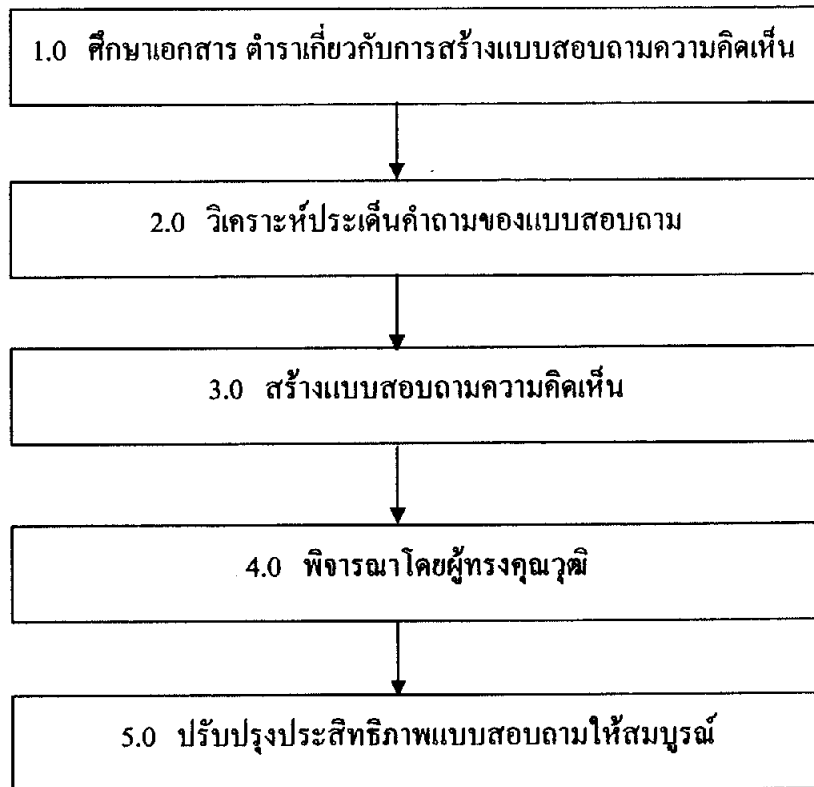 1.0 ศึกษาเอกสาร ตำราเกี่ยวกับการสร้างแบบสอบถามความคิดเห็น
2.0 วิเคราะห์ประเด็นคำถามของแบบสอบถาม
3.0 สร้างแบบสอบถามความคิดเห็น
4.0 พิจารณาโดยผู้ทรงคุณวุฒิ
5.0 ปรับปรุงประสิทธิภาพแบบสอบถามให้สมบูรณ์